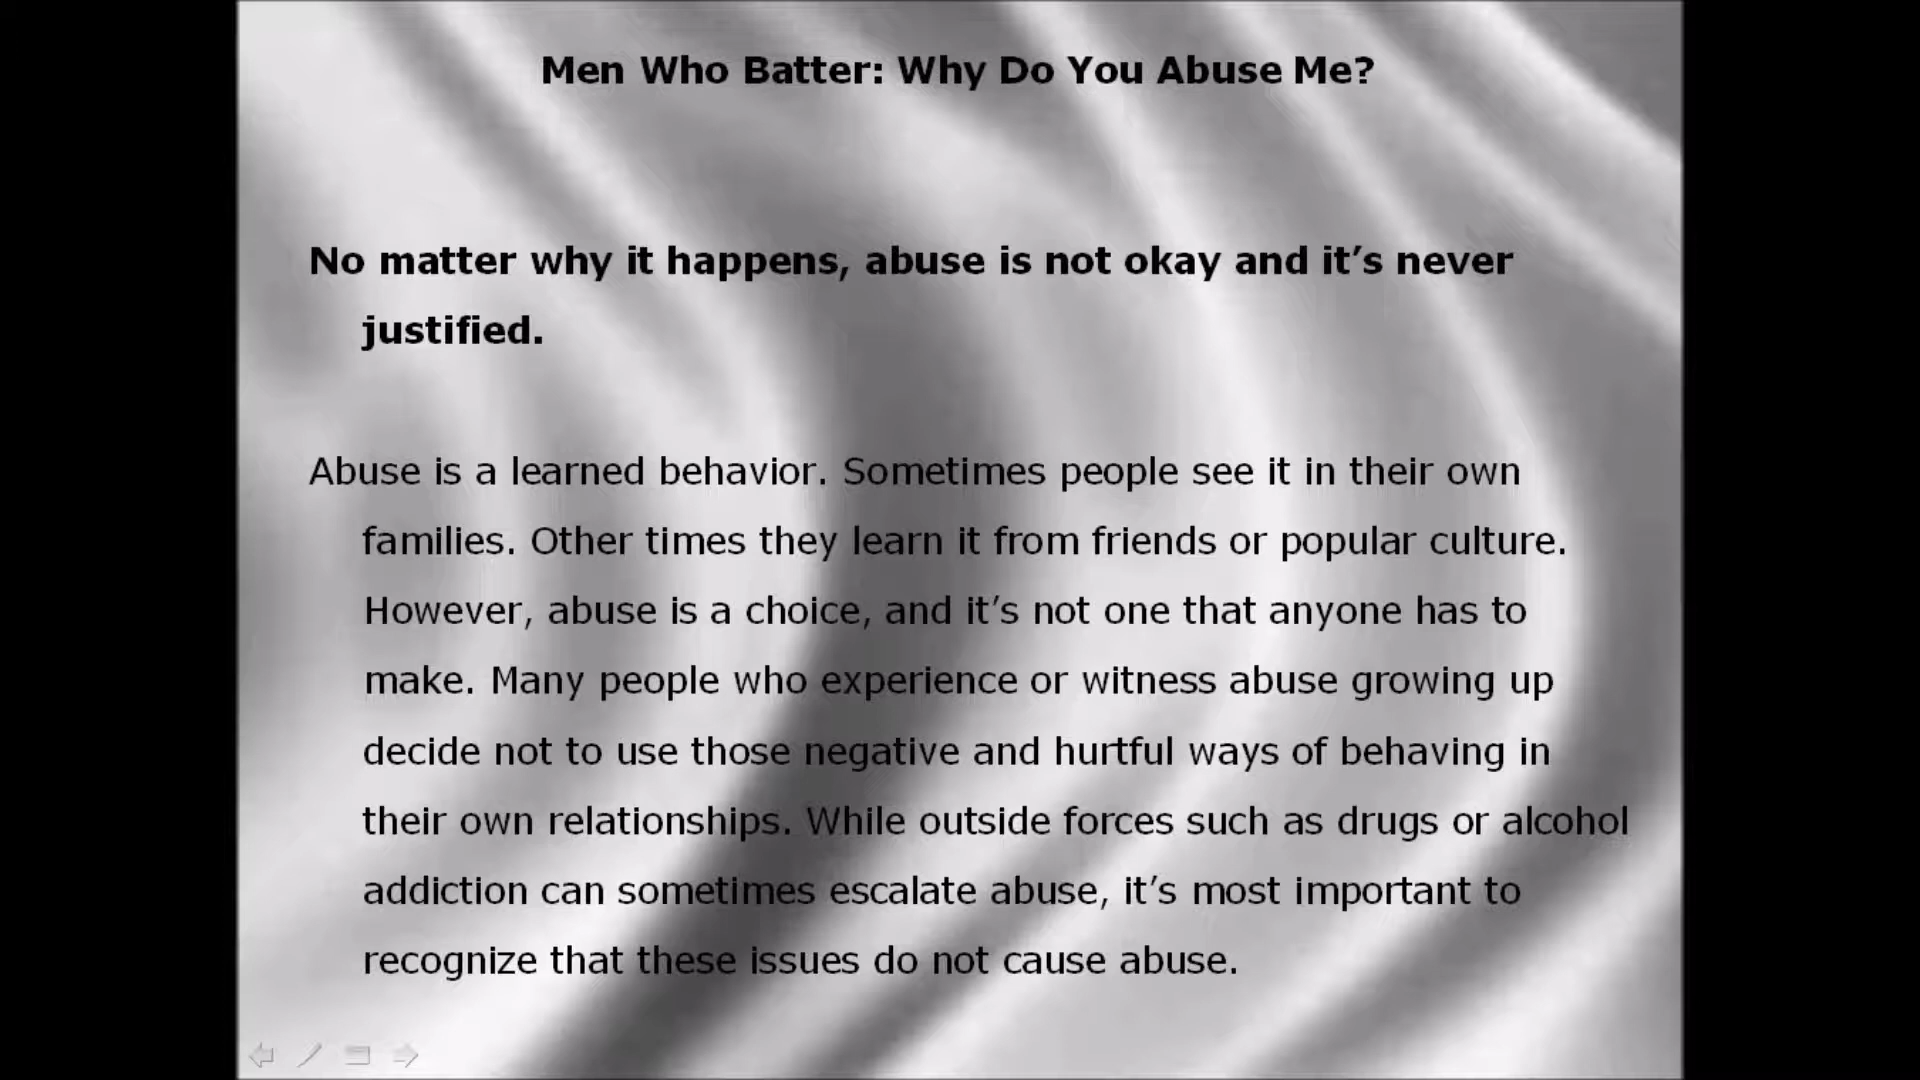 Men Who Batter: Why Do You Abuse Me?
No matter why it happens, abuse is not okay and it’s never
justified.
Abuse is a learned behavior. Sometimes people see it in their own
families. Other times they learn it from friends or popular culture.
However, abuse is a choice, and it’s not one that anyone has to
make. Many people who experience or witness abuse growing up
decide not to use those negative and hurtful ways of behaving in
their own relationships. While outside forces such as drugs or alcohol
addiction can sometimes escalate abuse, it’s most important to
recognize that these issues do not cause abuse.